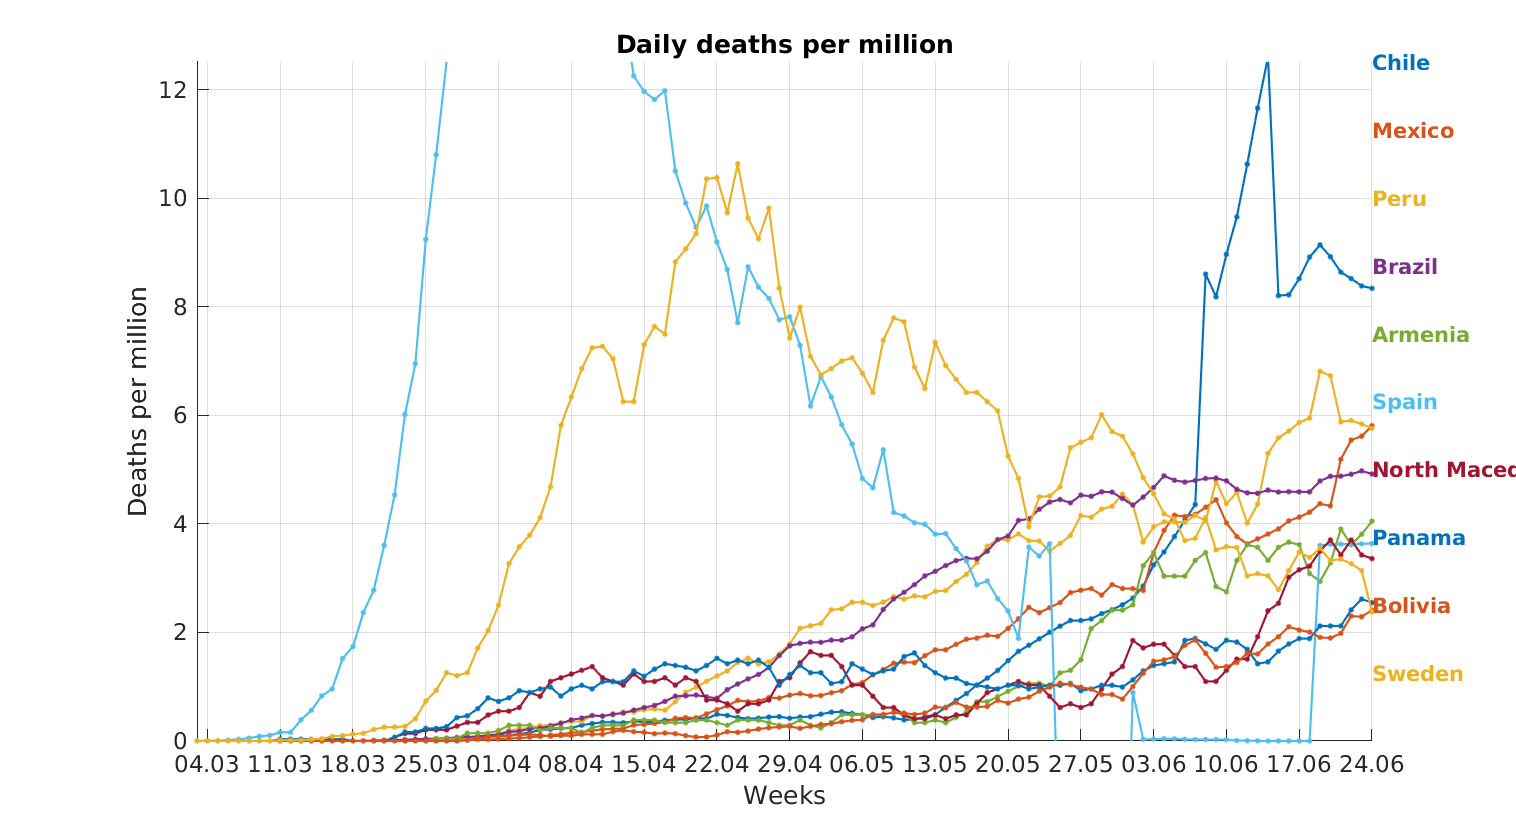 Daily deaths per million
Chile
Mexico
Peru
Brazil
Armenia
Spain
North Maced
Panama
Bolivia
Sweden
12
10
8
6
4
2
0
Deaths per million
04.03 11.03 18.03 25.03 01.04 08.04 15.04 22.04 29.04 06.05 13.05 20.05 27.05 03.06 10.06 17.06 24.06
Weeks